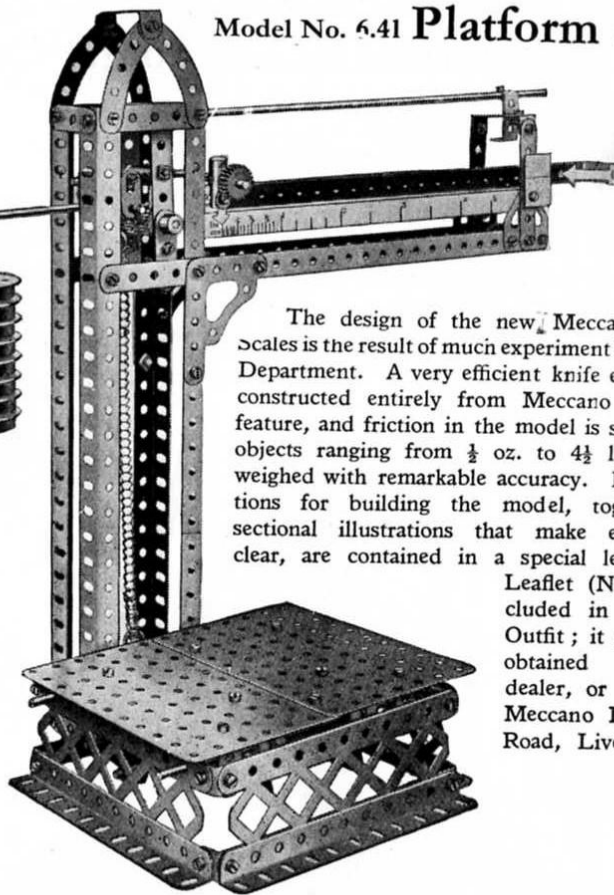 Model No. 6.41 Platform
The design of the new Mecca
Scales is the result of much experiment
Department. A very efficient knife e
constructed entirely from Meccano
feature, and friction in the model is s
objects ranging from ½ oz. to 4½ l
weighed with remarkable accuracy.
tions for building the model, tog
sectional illustrations that make e
clear, are contained in a special le
Leaflet (N
cluded in
Outfit ; it
obtained
dealer, or
Meccano
Road, Live